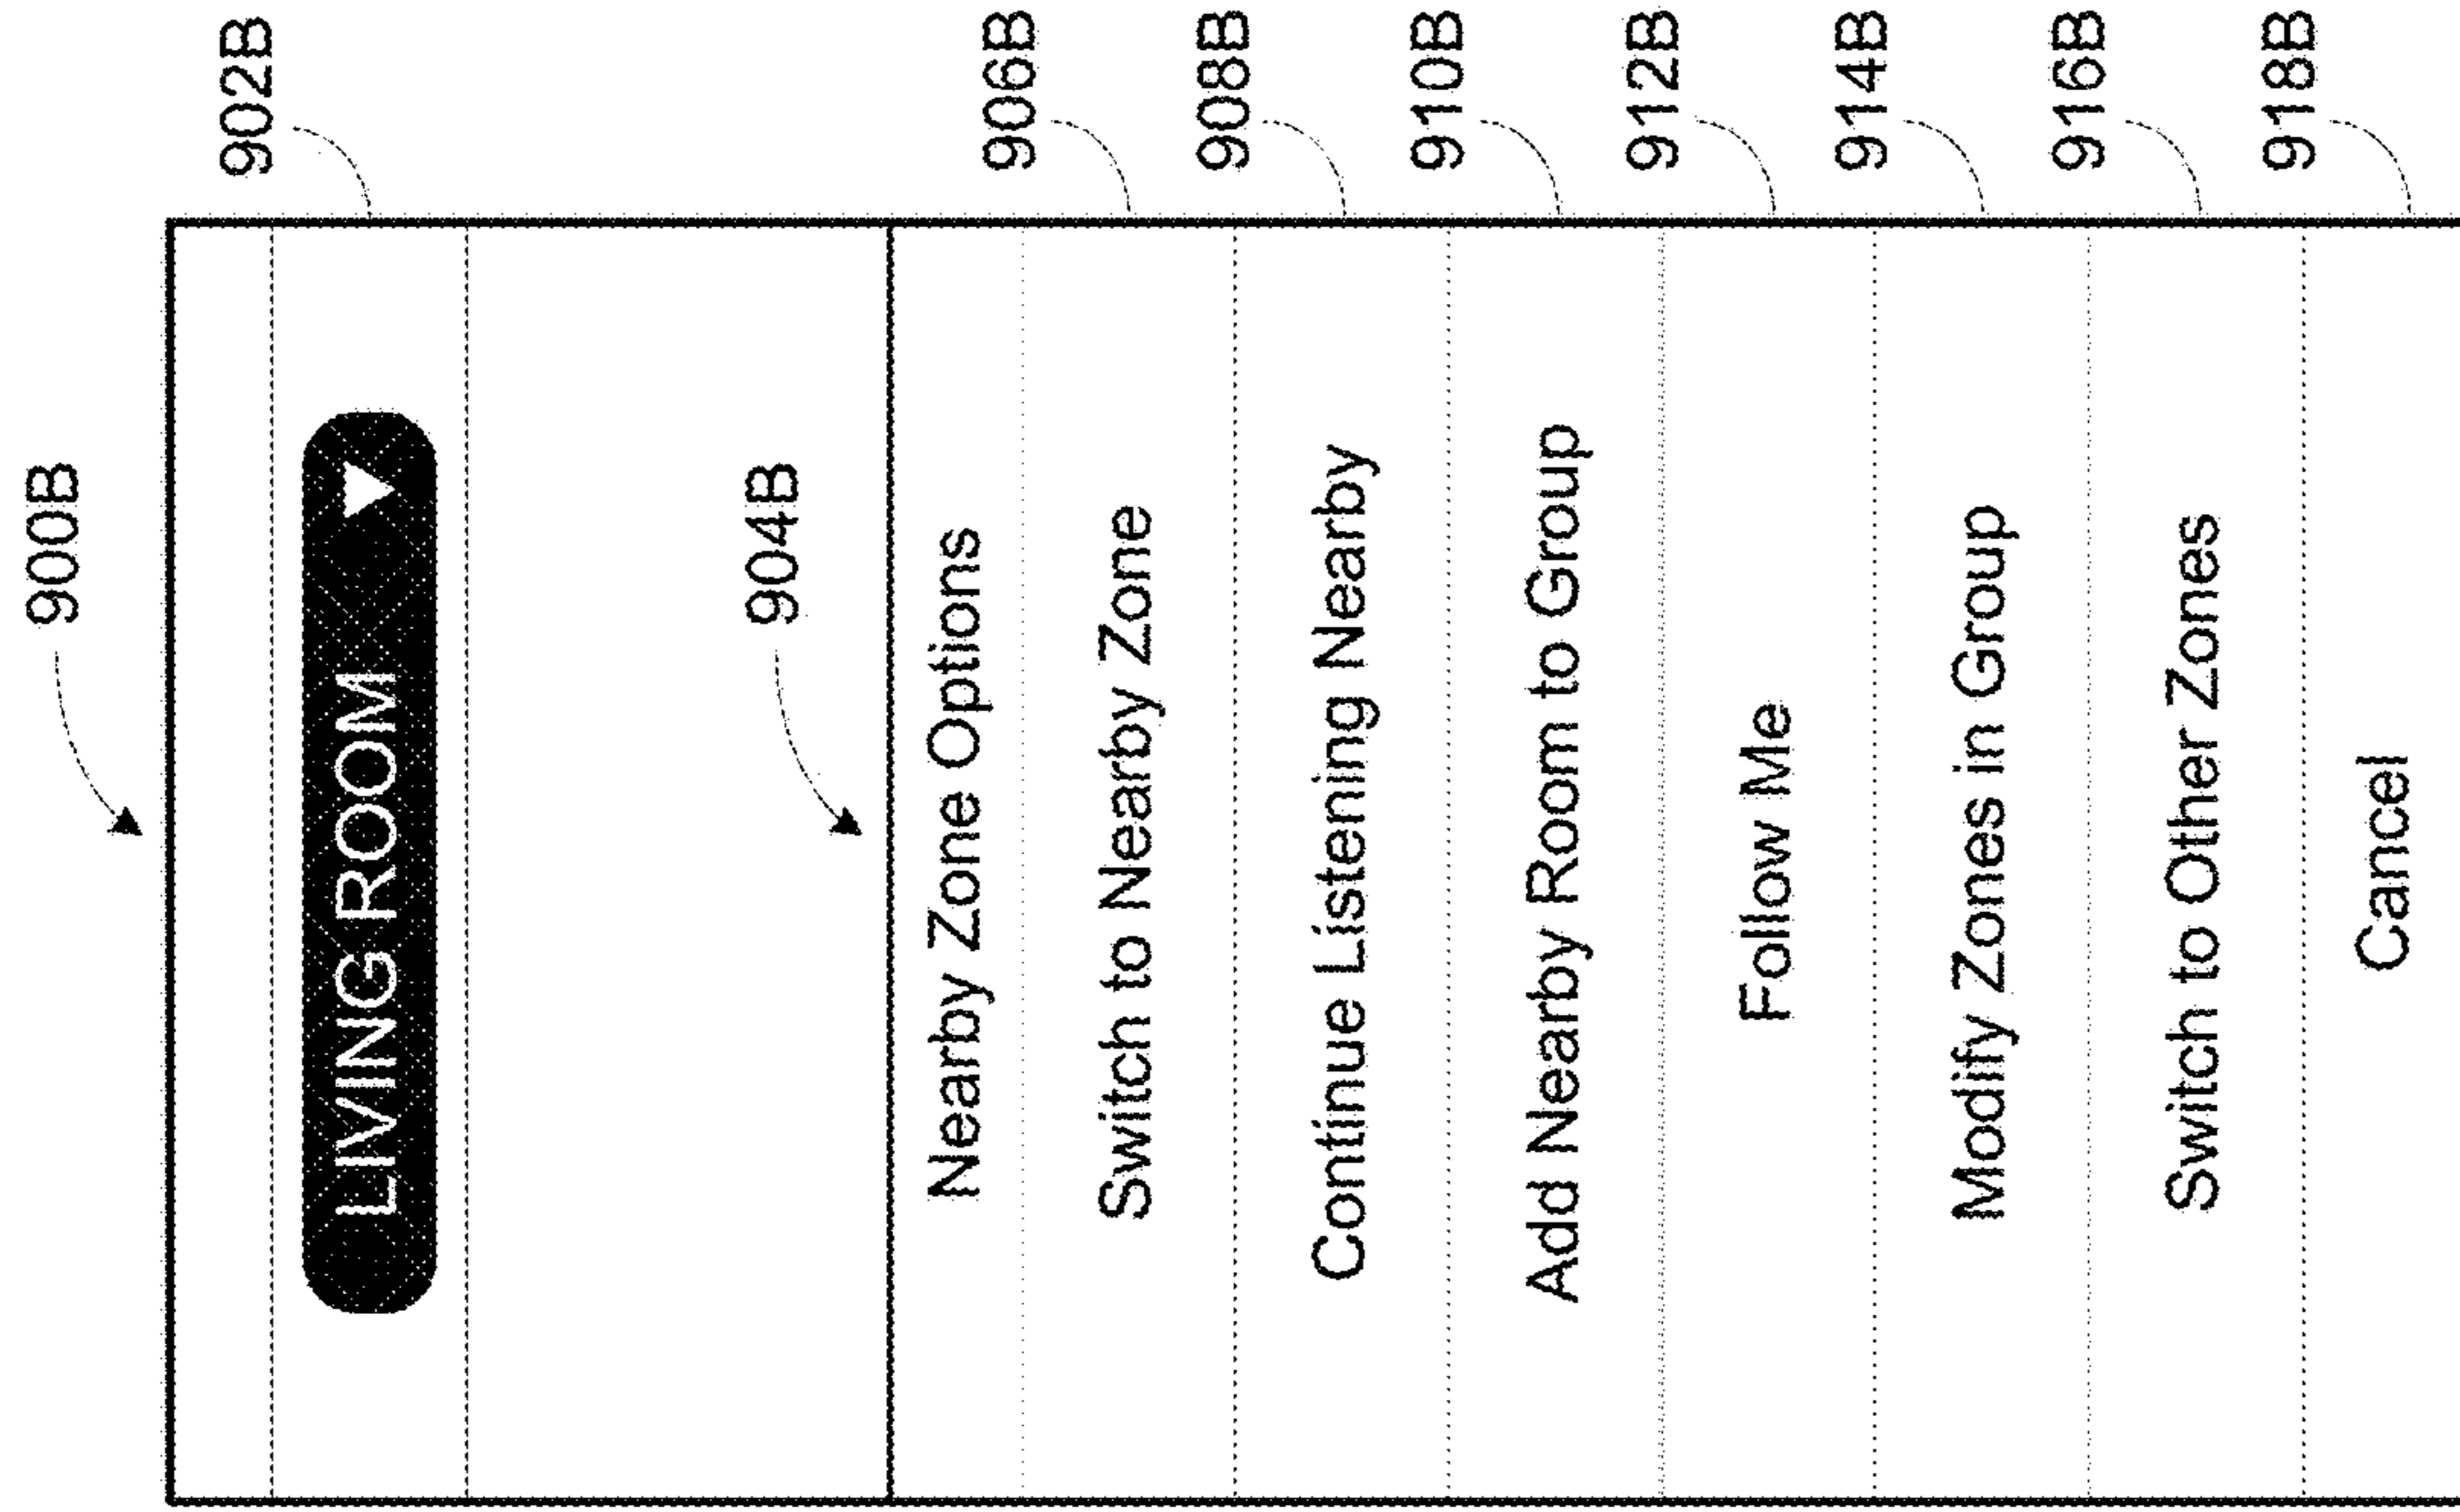 900B
LIVING ROOM
902B
904B
Nearby Zone Options
Switch to Nearby Zone
906B
Continue Listening Nearby
908B
Add Nearby Room to Group
910B
Follow Me
912B
Modify Zones in Group
914B
Switch to Other Zones
916B
Cancel
918B